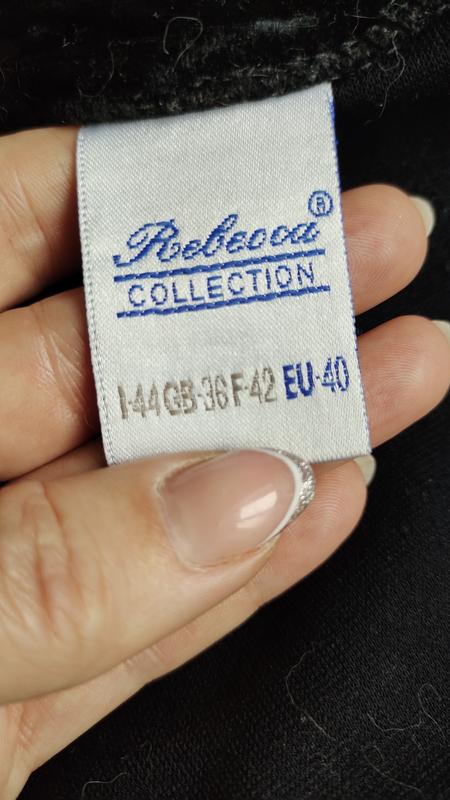 Rebecca®
COLLECTION
I-44 GB-36 F-42 EU-40